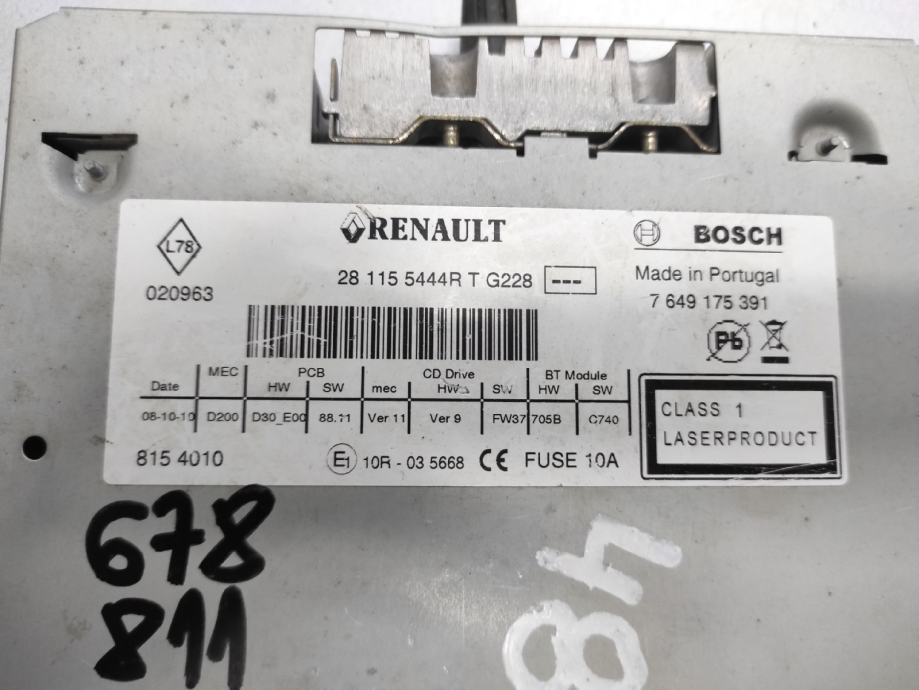 L78
020963
RENAULT
28 115 5444R T G228 ---
BOSCH
Made in Portugal
7 649 175 391
Pb
MEC PCB CD Drive BT Module
Date HW SW mec HW SW HW SW
08-10-10 D200 D30_E00 88.11 Ver 11 Ver 9 FW37 705B C740
815 4010
E1 10R - 03 5668 CE FUSE 10A
CLASS 1
LASERPRODUCT
678
811
48